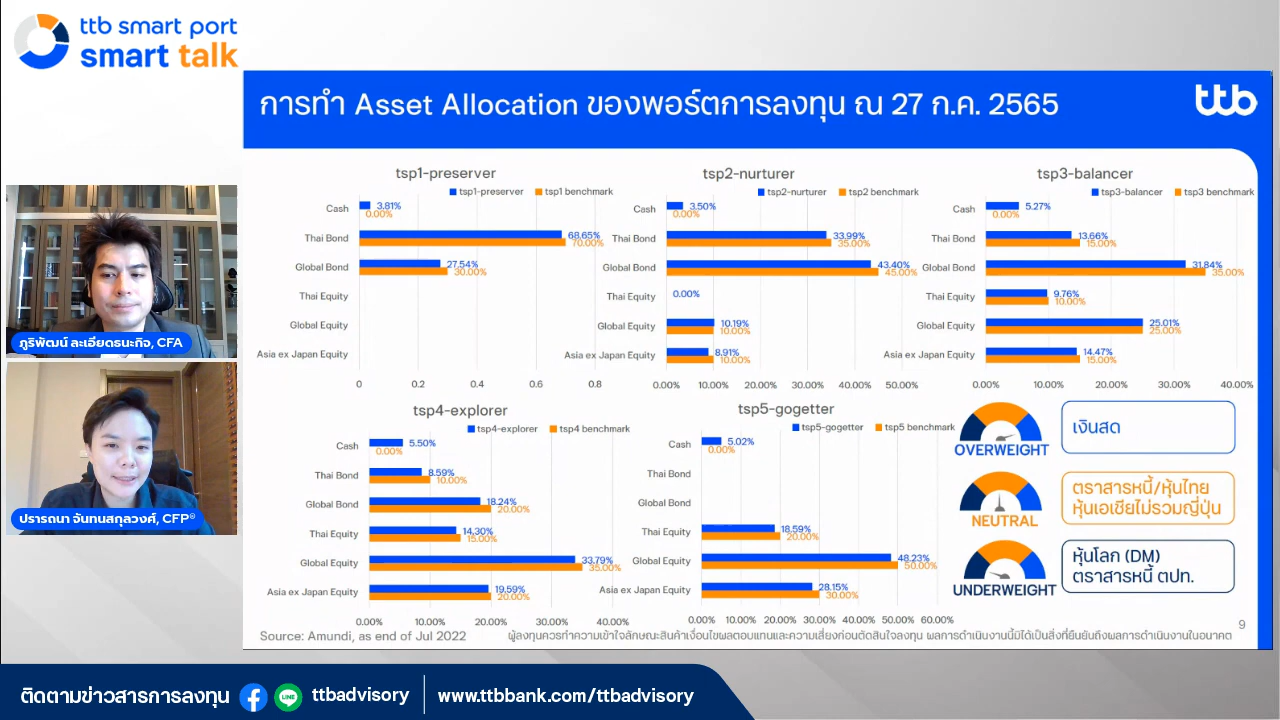 ttb smart port
smart talk
การทำ Asset Allocation ของพอร์ตการลงทุน ณ 27 ก.ค. 2565
ttb
tsp1-preserver
tsp1-preserver tsp1 benchmark
Cash 3.81%
0.00%
Thai Bond 68.65%
70.00%
Global Bond 27.54%
30.00%
Thai Equity
Global Equity
Asia ex Japan Equity
0 0.2 0.4 0.6 0.8
tsp2-nurturer
tsp2-nurturer tsp2 benchmark
Cash 3.50%
0.00%
Thai Bond 33.99%
35.00%
Global Bond 43.40%
45.00%
Thai Equity 0.00%
Global Equity 10.19%
10.00%
Asia ex Japan Equity 8.91%
10.00%
0.00% 10.00% 20.00% 30.00% 40.00% 50.00%
tsp3-balancer
tsp3-balancer tsp3 benchmark
Cash 5.27%
0.00%
Thai Bond 13.66%
15.00%
Global Bond 31.84%
35.00%
Thai Equity 9.76%
10.00%
Global Equity 25.01%
25.00%
Asia ex Japan Equity 14.47%
15.00%
0.00% 10.00% 20.00% 30.00% 40.00%
ภูริพัฒน์ ละเอียดธนะกิจ, CFA
ปรารถนา จันทนสกุลวงศ์, CFP®
tsp4-explorer
tsp4-explorer tsp4 benchmark
Cash 5.50%
0.00%
Thai Bond 8.59%
10.00%
Global Bond 18.24%
20.00%
Thai Equity 14.30%
15.00%
Global Equity 33.79%
35.00%
Asia ex Japan Equity 19.59%
20.00%
0.00% 10.00% 20.00% 30.00% 40.00%
tsp5-gogetter
tsp5-gogetter tsp5 benchmark
Cash 5.02%
0.00%
Thai Bond
Global Bond
Thai Equity 18.59%
20.00%
Global Equity 48.23%
50.00%
Asia ex Japan Equity 28.15%
30.00%
0.00% 10.00% 20.00% 30.00% 40.00% 50.00% 60.00%
OVERWEIGHT
เงินสด
NEUTRAL
ตราสารหนี้/หุ้นไทย
หุ้นเอเชียไม่รวมญี่ปุ่น
UNDERWEIGHT
หุ้นโลก (DM)
ตราสารหนี้ ตปท.
9
Source: Amundi, as end of Jul 2022
ผู้ลงทุนควรทำความเข้าใจลักษณะสินค้าเงื่อนไขผลตอบแทนและความเสี่ยงก่อนตัดสินใจลงทุน ผลการดำเนินงานนี้มิได้เป็นสิ่งที่ยืนยันถึงผลการดำเนินงานในอนาคต
ติดตามข่าวสารการลงทุน f LINE ttbadvisory www.ttbbank.com/ttbadvisory